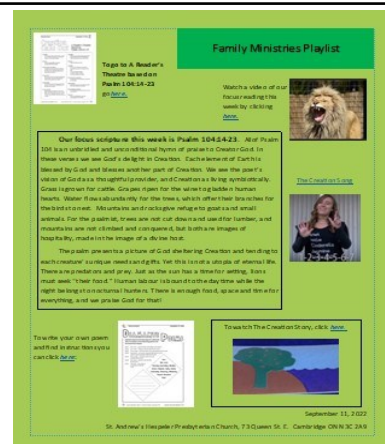 Family Ministries Playlist
To go to A Reader's
Theatre based on
Psalm 104:14-23
go here.
Watch a video of our
focus reading this
week by clicking
here.
Our focus scripture this week is Psalm 104:14-23. All of Psalm
104 is an unbridled and unconditional hymn of praise to Creator God. In
these verses we see God's delight in Creation. Each element of Earth is
blessed by God and blesses another part of Creation. We see the poet's
vision of God as a thoughtful provider, and Creation as living symbiotically.
Grass is grown for cattle. Grapes ripen for the wine to gladden human
hearts. Water flows abundantly for the trees, which offer their branches for
the birds to nest. Mountains and rocks give refuge to goats and small
animals. For the psalmist, trees are not cut down and used for lumber, and
mountains are not climbed and conquered, but both are images of
hospitality, made in the image of a divine host.
The psalm presents a picture of God sheltering Creation and tending to
each creature's unique needs and gifts. Yet this is not a utopia of eternal life.
There are predators and prey. Just as the sun has a time for setting, lions
must seek "their food." Human labour is bound to the daytime while the
night belongs to nocturnal hunters. There is enough food, space and time for
everything, and we praise God for that!
The Creation Song
To write your own poem
and find instructions you
can click here:
To watch The Creation Story, click here.
September 11, 2022
St. Andrew's Hespeler Presbyterian Church, 73 Queen St. E. Cambridge ON N3C 2A9